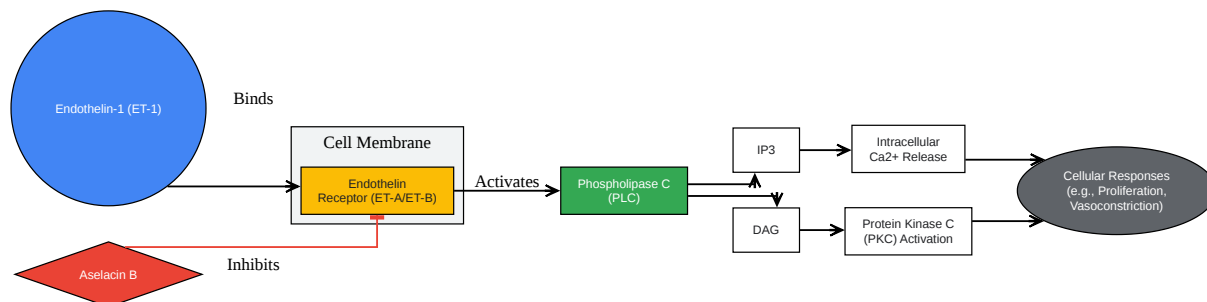 Endothelin-1 (ET-1)
Binds
Cell Membrane
Endothelin
Receptor (ET-A/ET-B)
Activates
Phospholipase C
(PLC)
IP3
Intracellular
Ca2+ Release
DAG
Protein Kinase C
(PKC) Activation
Cellular Responses
(e.g., Proliferation,
Vasoconstriction)
Aselacin B
Inhibits